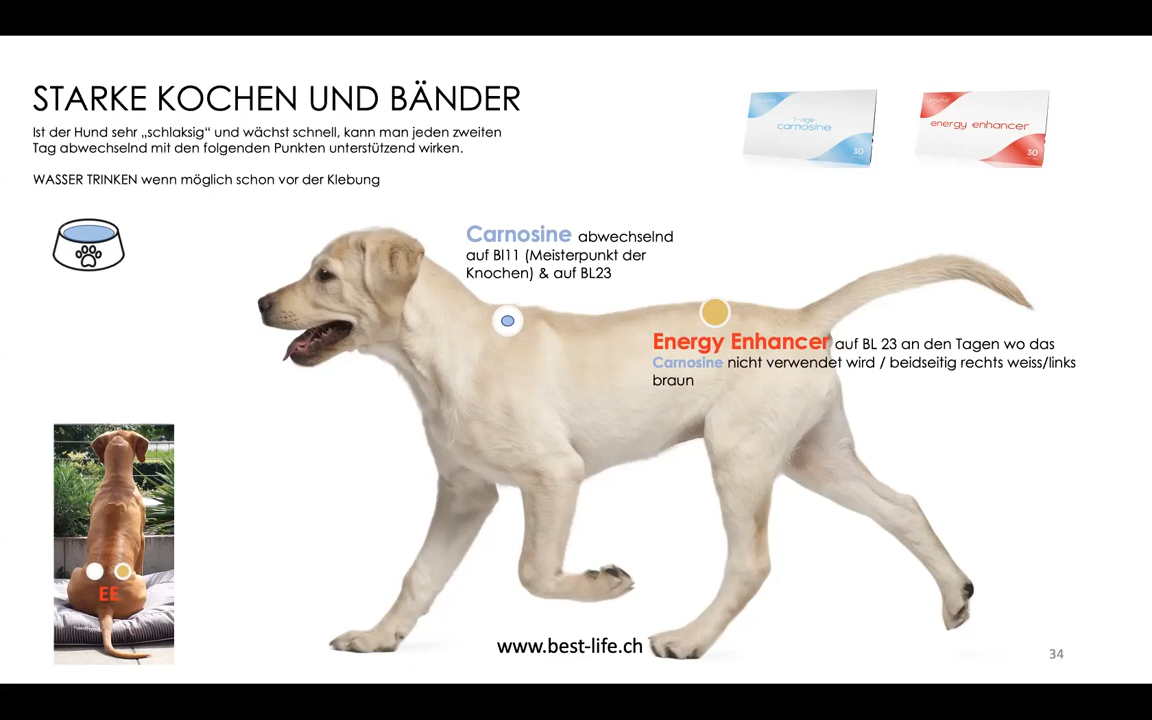 STARKE KOCHEN UND BÄNDER
Ist der Hund sehr „schlaksig“ und wächst schnell, kann man jeden zweiten
Tag abwechselnd mit den folgenden Punkten unterstützend wirken.
WASSER TRINKEN wenn möglich schon vor der Klebung
carnosine
30
energy enhancer
30
Carnosine abwechselnd
auf Bl11 (Meisterpunkt der
Knochen) & auf BL23
Energy Enhancer auf BL 23 an den Tagen wo das
Carnosine nicht verwendet wird / beidseitig rechts weiss/links
braun
EE
www.best-life.ch
34